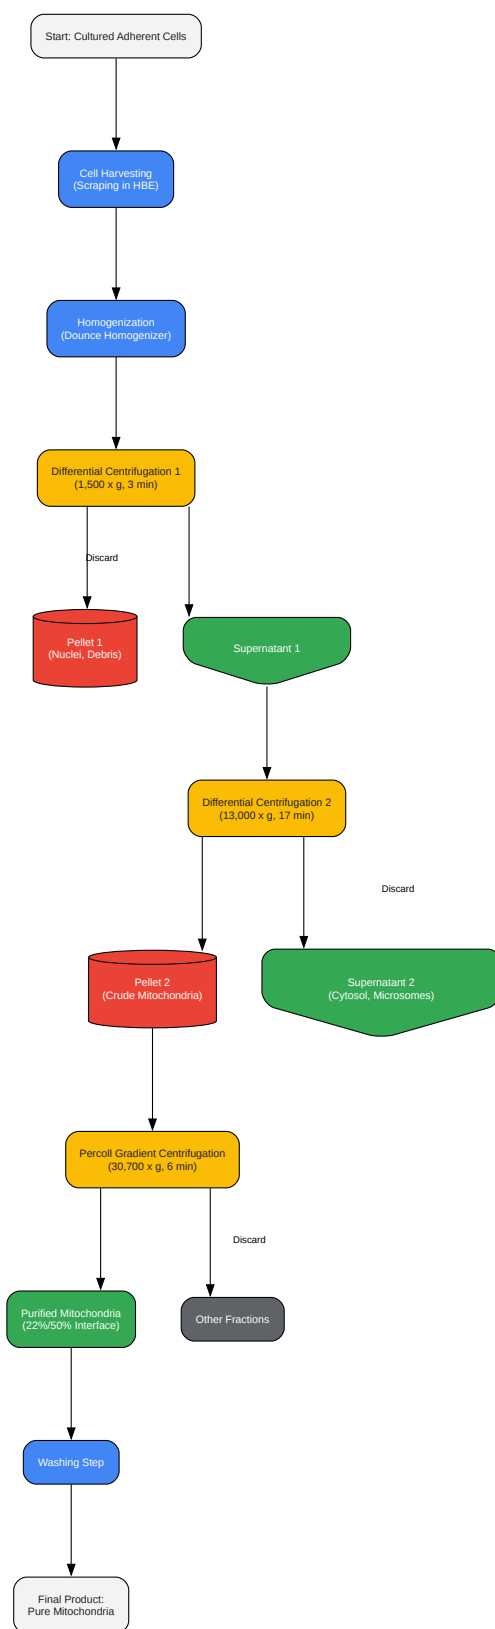 Start: Cultured Adherent Cells
Cell Harvesting
(Scraping in HBE)
Homogenization
(Dounce Homogenizer)
Differential Centrifugation 1
(1,500 x g, 3 min)
Discard
Pellet 1
(Nuclei, Debris)
Supernatant 1
Differential Centrifugation 2
(13,000 x g, 17 min)
Discard
Pellet 2
(Crude Mitochondria)
Supernatant 2
(Cytosol, Microsomes)
Percoll Gradient Centrifugation
(30,700 x g, 6 min)
Discard
Purified Mitochondria
(22%/50% Interface)
Other Fractions
Washing Step
Final Product:
Pure Mitochondria